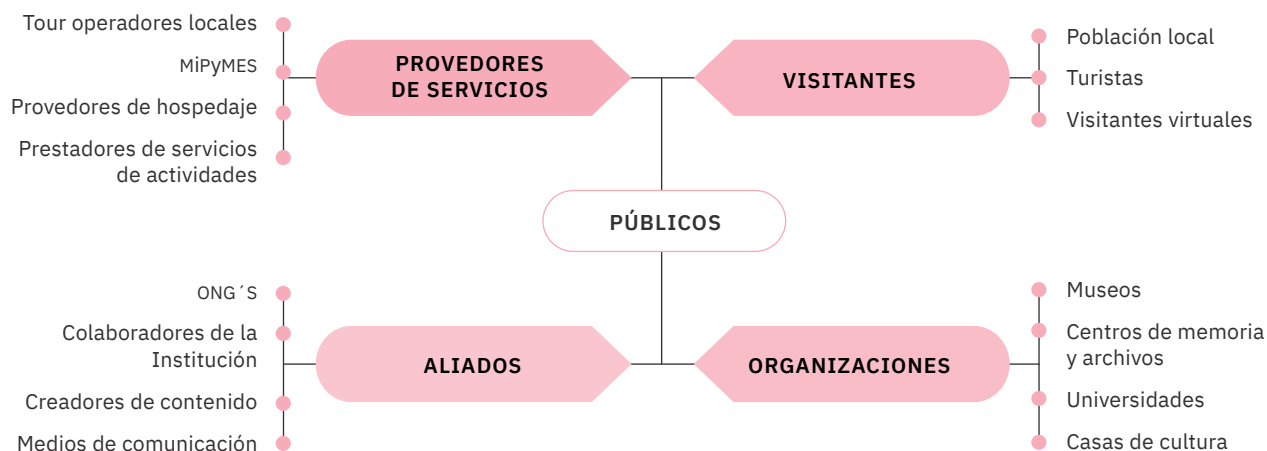 Tour operadores locales
MiPyMES
Provedores de hospedaje
Prestadores de servicios
de actividades
PROVEDORES
DE SERVICIOS
VISITANTES
Población local
Turistas
Visitantes virtuales
PÚBLICOS
ONG´S
Colaboradores de la
Institución
Creadores de contenido
Medios de comunicación
ALIADOS
ORGANIZACIONES
Museos
Centros de memoria
y archivos
Universidades
Casas de cultura